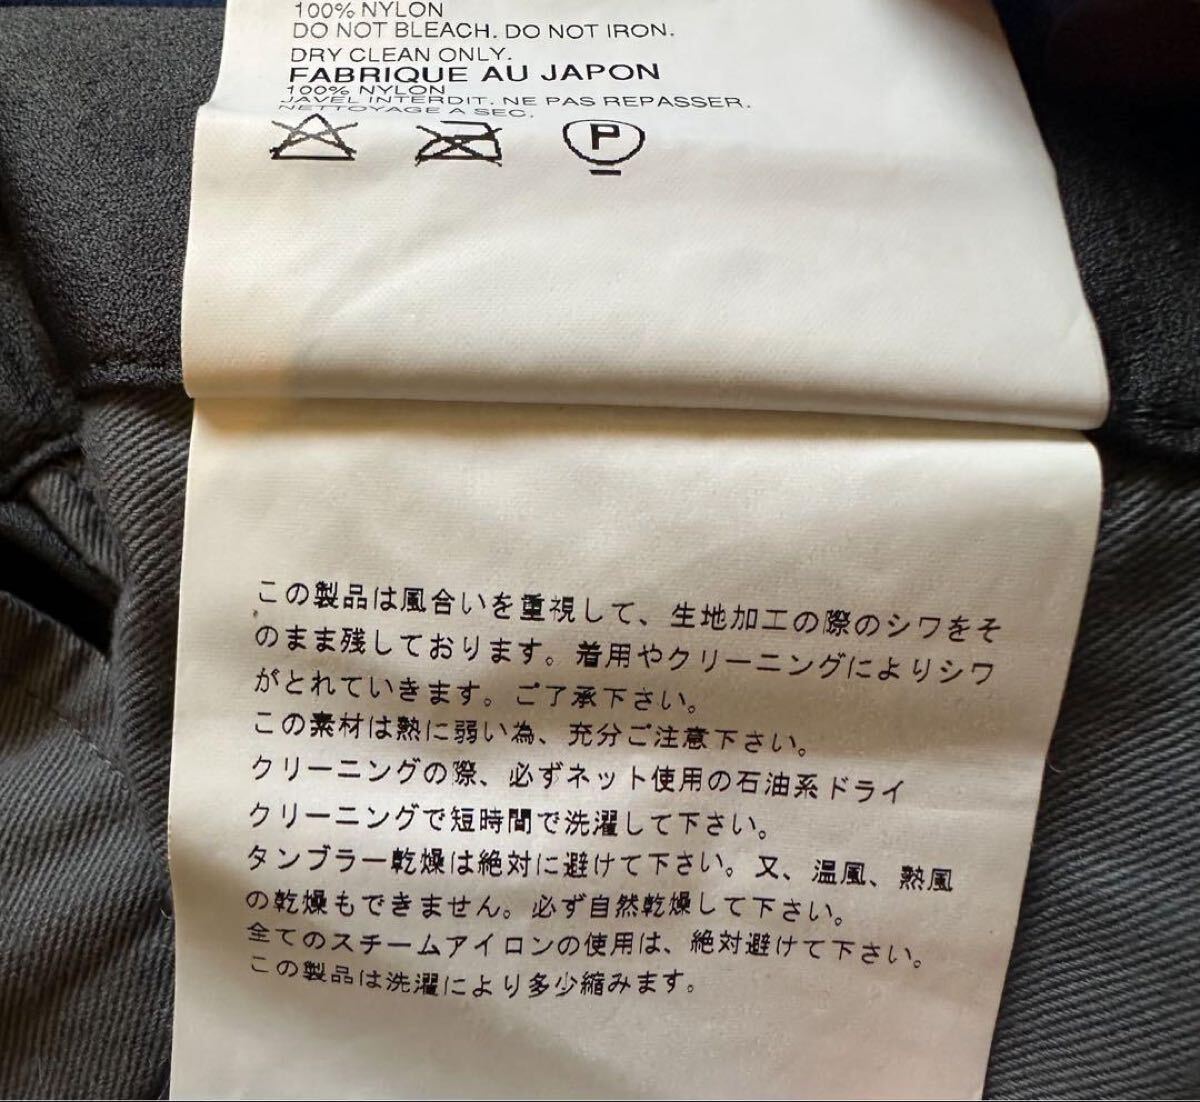 100% NYLON
DO NOT BLEACH. DO NOT IRON.
DRY CLEAN ONLY.
FABRIQUE AU JAPON
100% NYLON
JAVEL INTERDIT. NE PAS REPASSER.
NETTOYAGE A SEC.
P
この製品は風合いを重視して、生地加工の際のシワをそ
のまま残しております。着用やクリーニングによりシワ
がとれていきます。ご了承下さい。
この素材は熱に弱い為、充分ご注意下さい。
クリーニングの際、必ずネット使用の石油系ドライ
クリーニングで短時間で洗濯して下さい。
タンブラー乾燥は絶対に避けて下さい。又、温風、熱風
の乾燥もできません。必ず自然乾燥して下さい。
全てのスチームアイロンの使用は、絶対避けて下さい。
この製品は洗濯により多少縮みます。